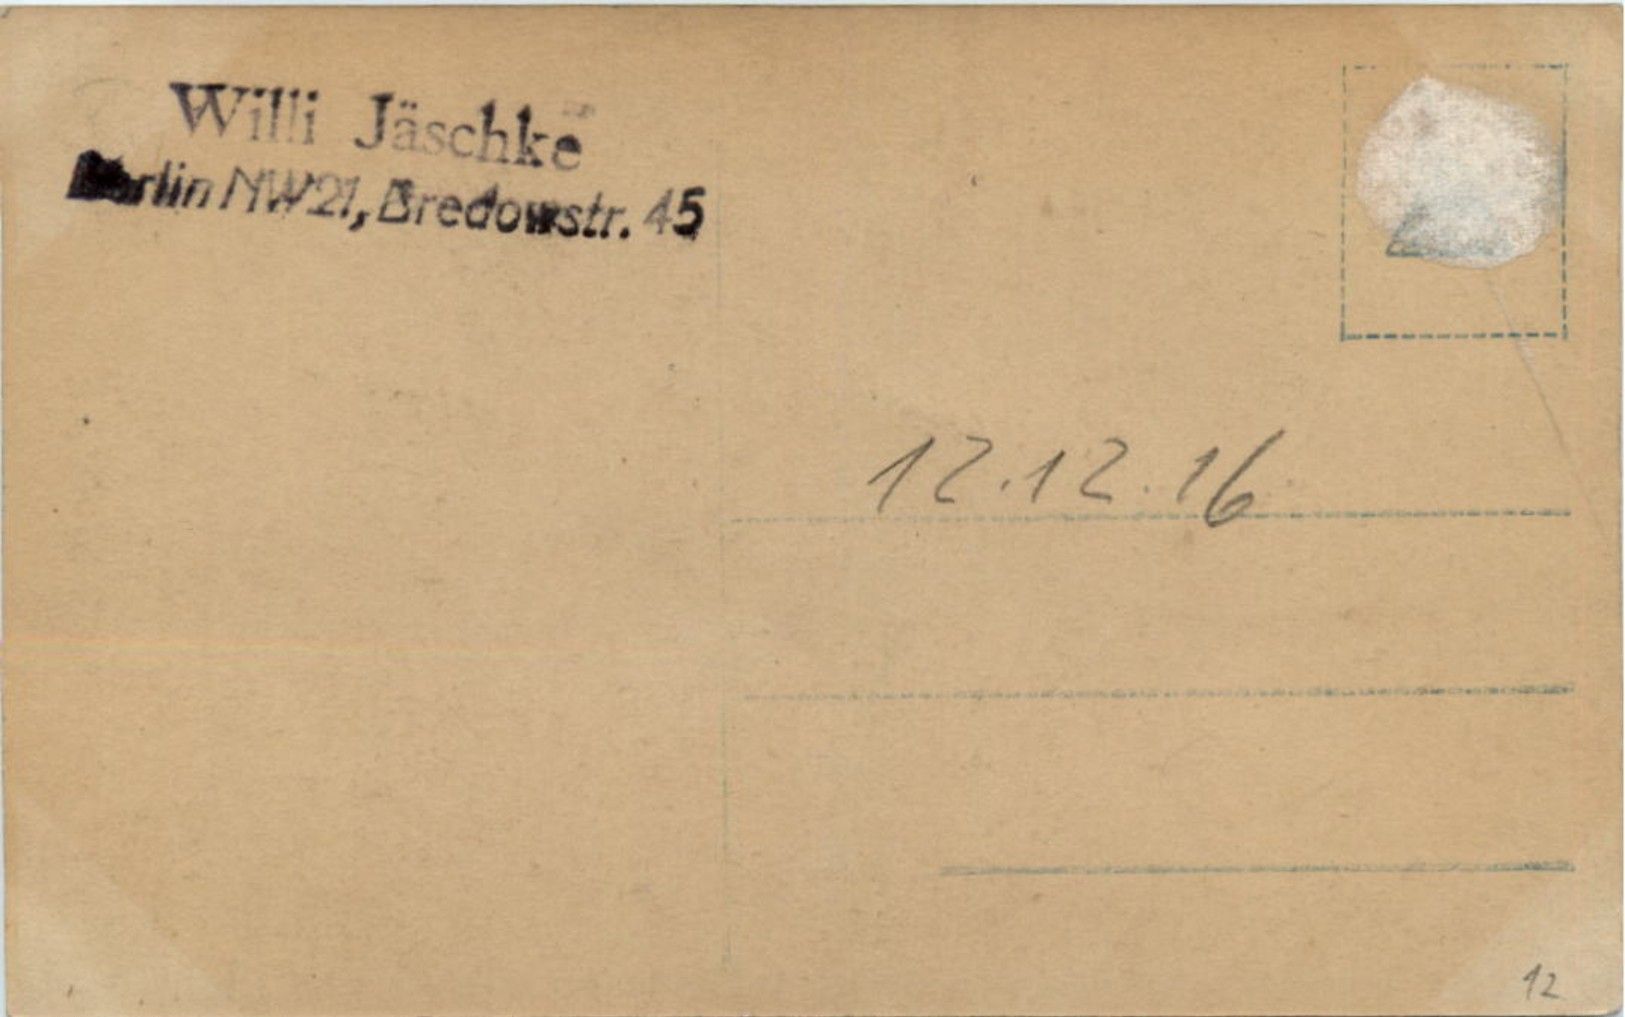 Willi Jäschke
Berlin NW21, Bredowstr. 45
12.12.16
12